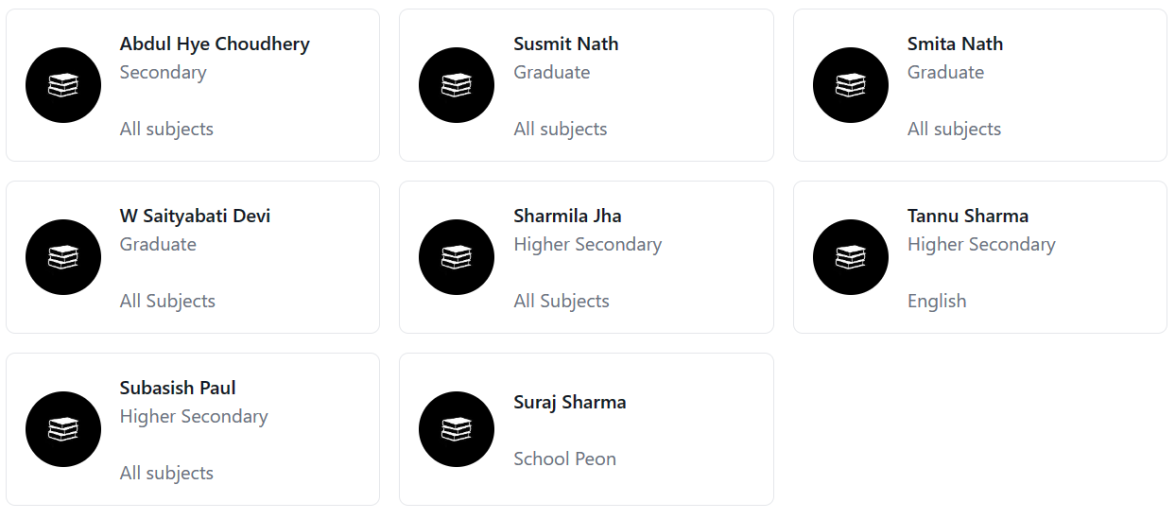 Abdul Hye Choudhery
Secondary
All subjects
Susmit Nath
Graduate
All subjects
Smita Nath
Graduate
All subjects
W Saityabati Devi
Graduate
All Subjects
Sharmila Jha
Higher Secondary
All Subjects
Tannu Sharma
Higher Secondary
English
Subasish Paul
Higher Secondary
All subjects
Suraj Sharma
School Peon